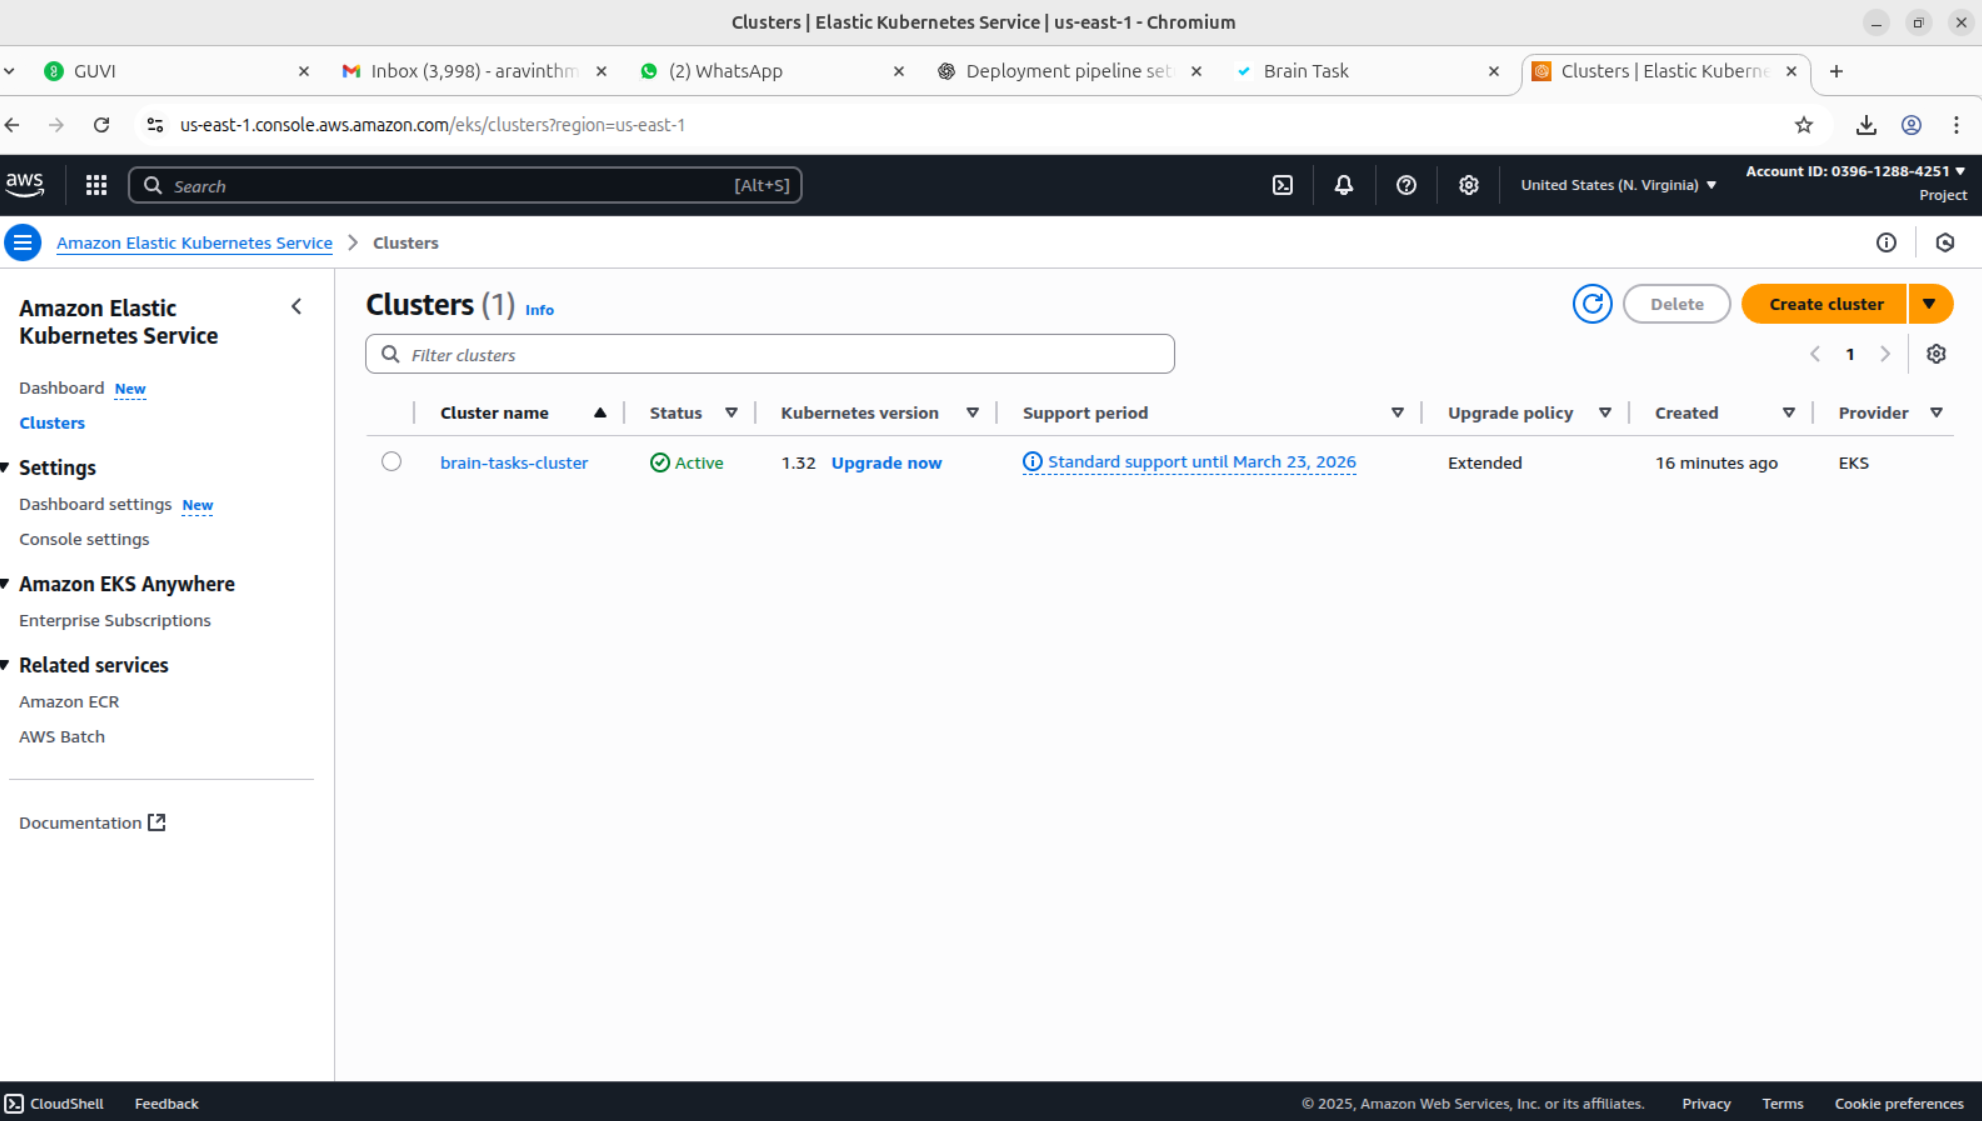 Clusters | Elastic Kubernetes Service | us-east-1 - Chromium
GUVI
Inbox (3,998) - aravinthm
(2) WhatsApp
Deployment pipeline set
Brain Task
Clusters | Elastic Kuberne
us-east-1.console.aws.amazon.com/eks/clusters?region=us-east-1
aws
Search
[Alt+S]
United States (N. Virginia)
Account ID: 0396-1288-4251
Project
Amazon Elastic Kubernetes Service
Clusters
Amazon Elastic
Kubernetes Service
Dashboard New
Clusters
Settings
Dashboard settings New
Console settings
Amazon EKS Anywhere
Enterprise Subscriptions
Related services
Amazon ECR
AWS Batch
Documentation
Clusters (1) Info
Delete
Create cluster
Filter clusters
1
Cluster name Status Kubernetes version Support period Upgrade policy Created Provider
brain-tasks-cluster Active 1.32 Upgrade now Standard support until March 23, 2026 Extended 16 minutes ago EKS
CloudShell Feedback © 2025, Amazon Web Services, Inc. or its affiliates. Privacy Terms Cookie preferences